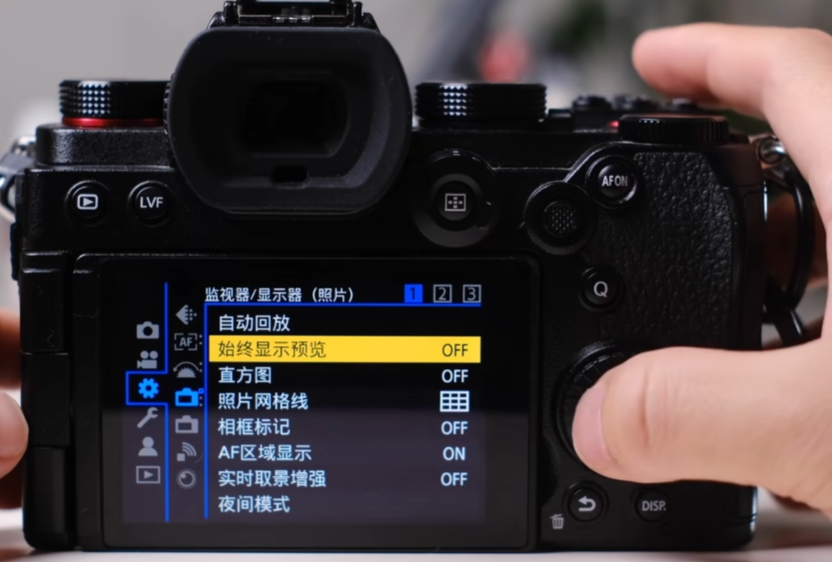 AF ON
LVF
Q
监视器/显示器（照片） 1 2 3
自动回放
始终显示预览 OFF
AF
直方图 OFF
照片网格线
相框标记 OFF
AF区域显示 ON
实时取景增强 OFF
夜间模式
DISP.